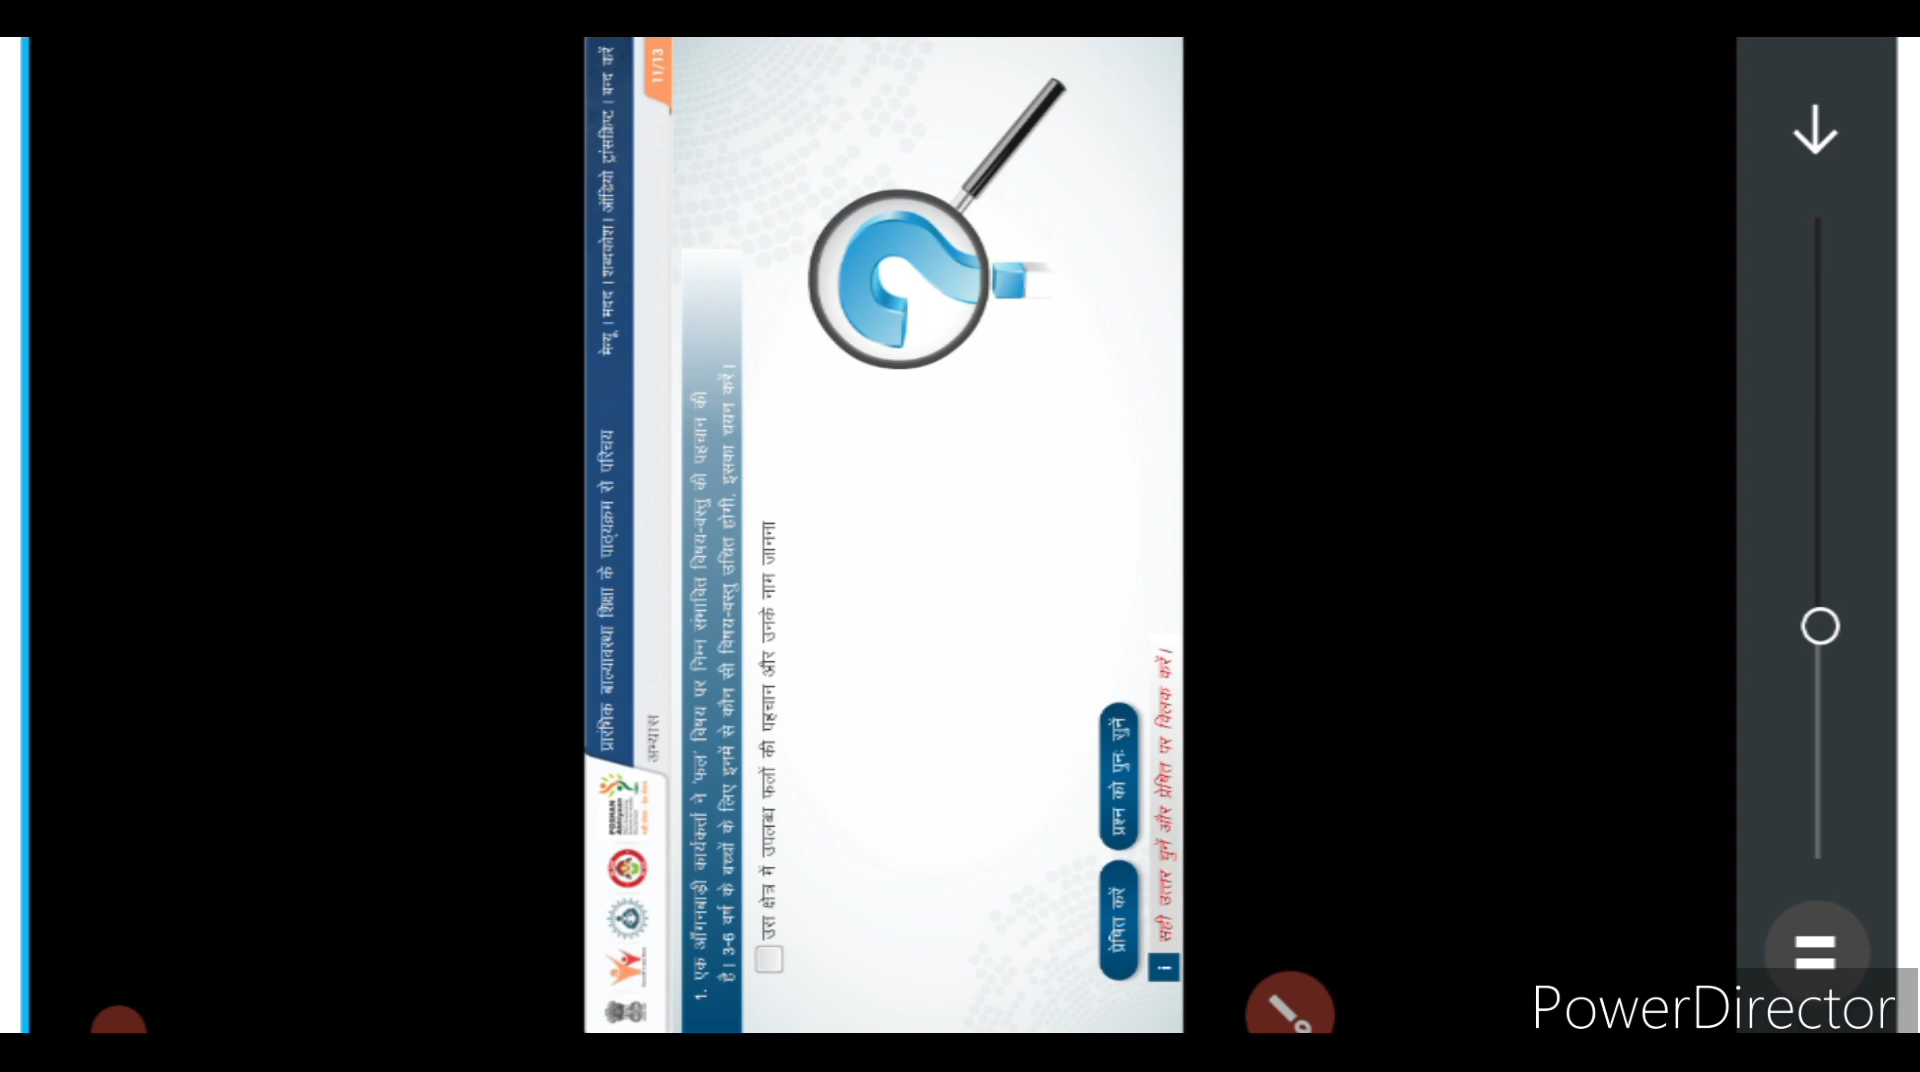 प्रारंभिक बाल्यावस्था शिक्षा के पाठ्यक्रम से परिचय
मेन्यू । मदद । शब्दकोश । ऑडियो ट्रांसक्रिप्ट । बन्द करें
POSHAN
Abhiyaan
अभ्यास
11/13
1. एक आँगनवाड़ी कार्यकर्ता ने 'फल' विषय पर निम्न संभावित विषय-वस्तु की पहचान की
है। 3-6 वर्ष के बच्चों के लिए इनमें से कौन सी विषय-वस्तु उचित होगी, इसका चयन करें।
उस क्षेत्र में उपलब्ध फलों की पहचान और उनके नाम जानना
प्रेषित करें
प्रश्न को पुनः सुनें
i
सही उत्तर चुनें और प्रेषित पर क्लिक करें।
PowerDirector